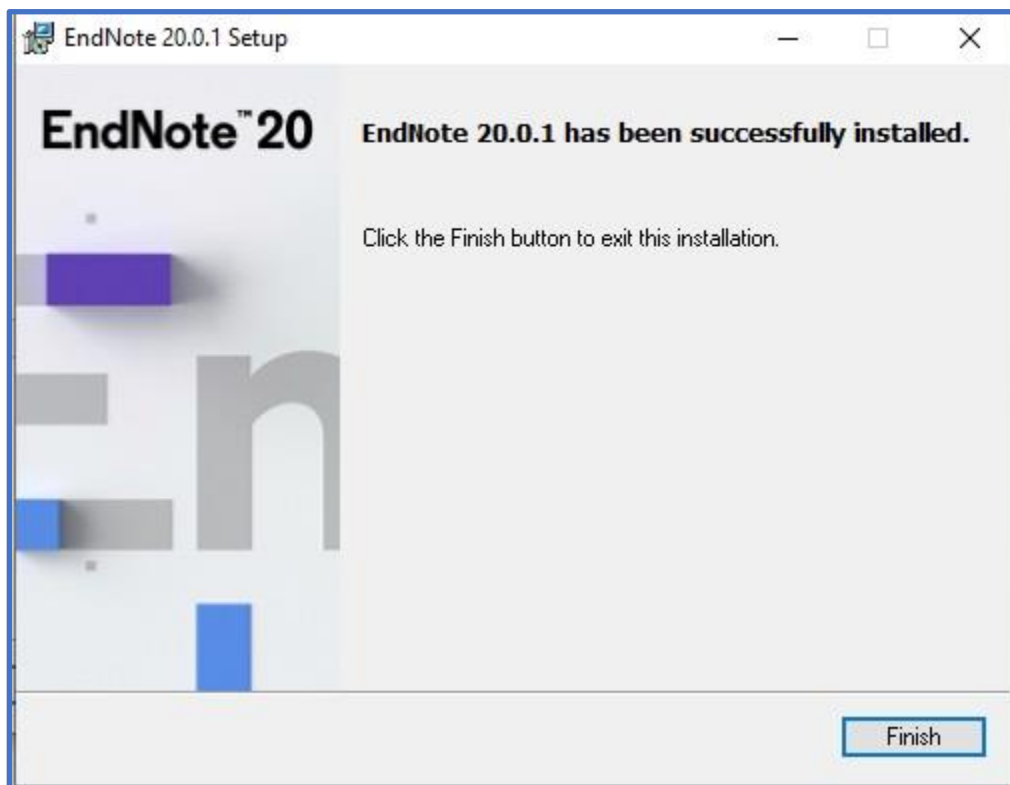 EndNote 20.0.1 Setup
EndNote™20
EndNote 20.0.1 has been successfully installed.
Click the Finish button to exit this installation.
En
Finish